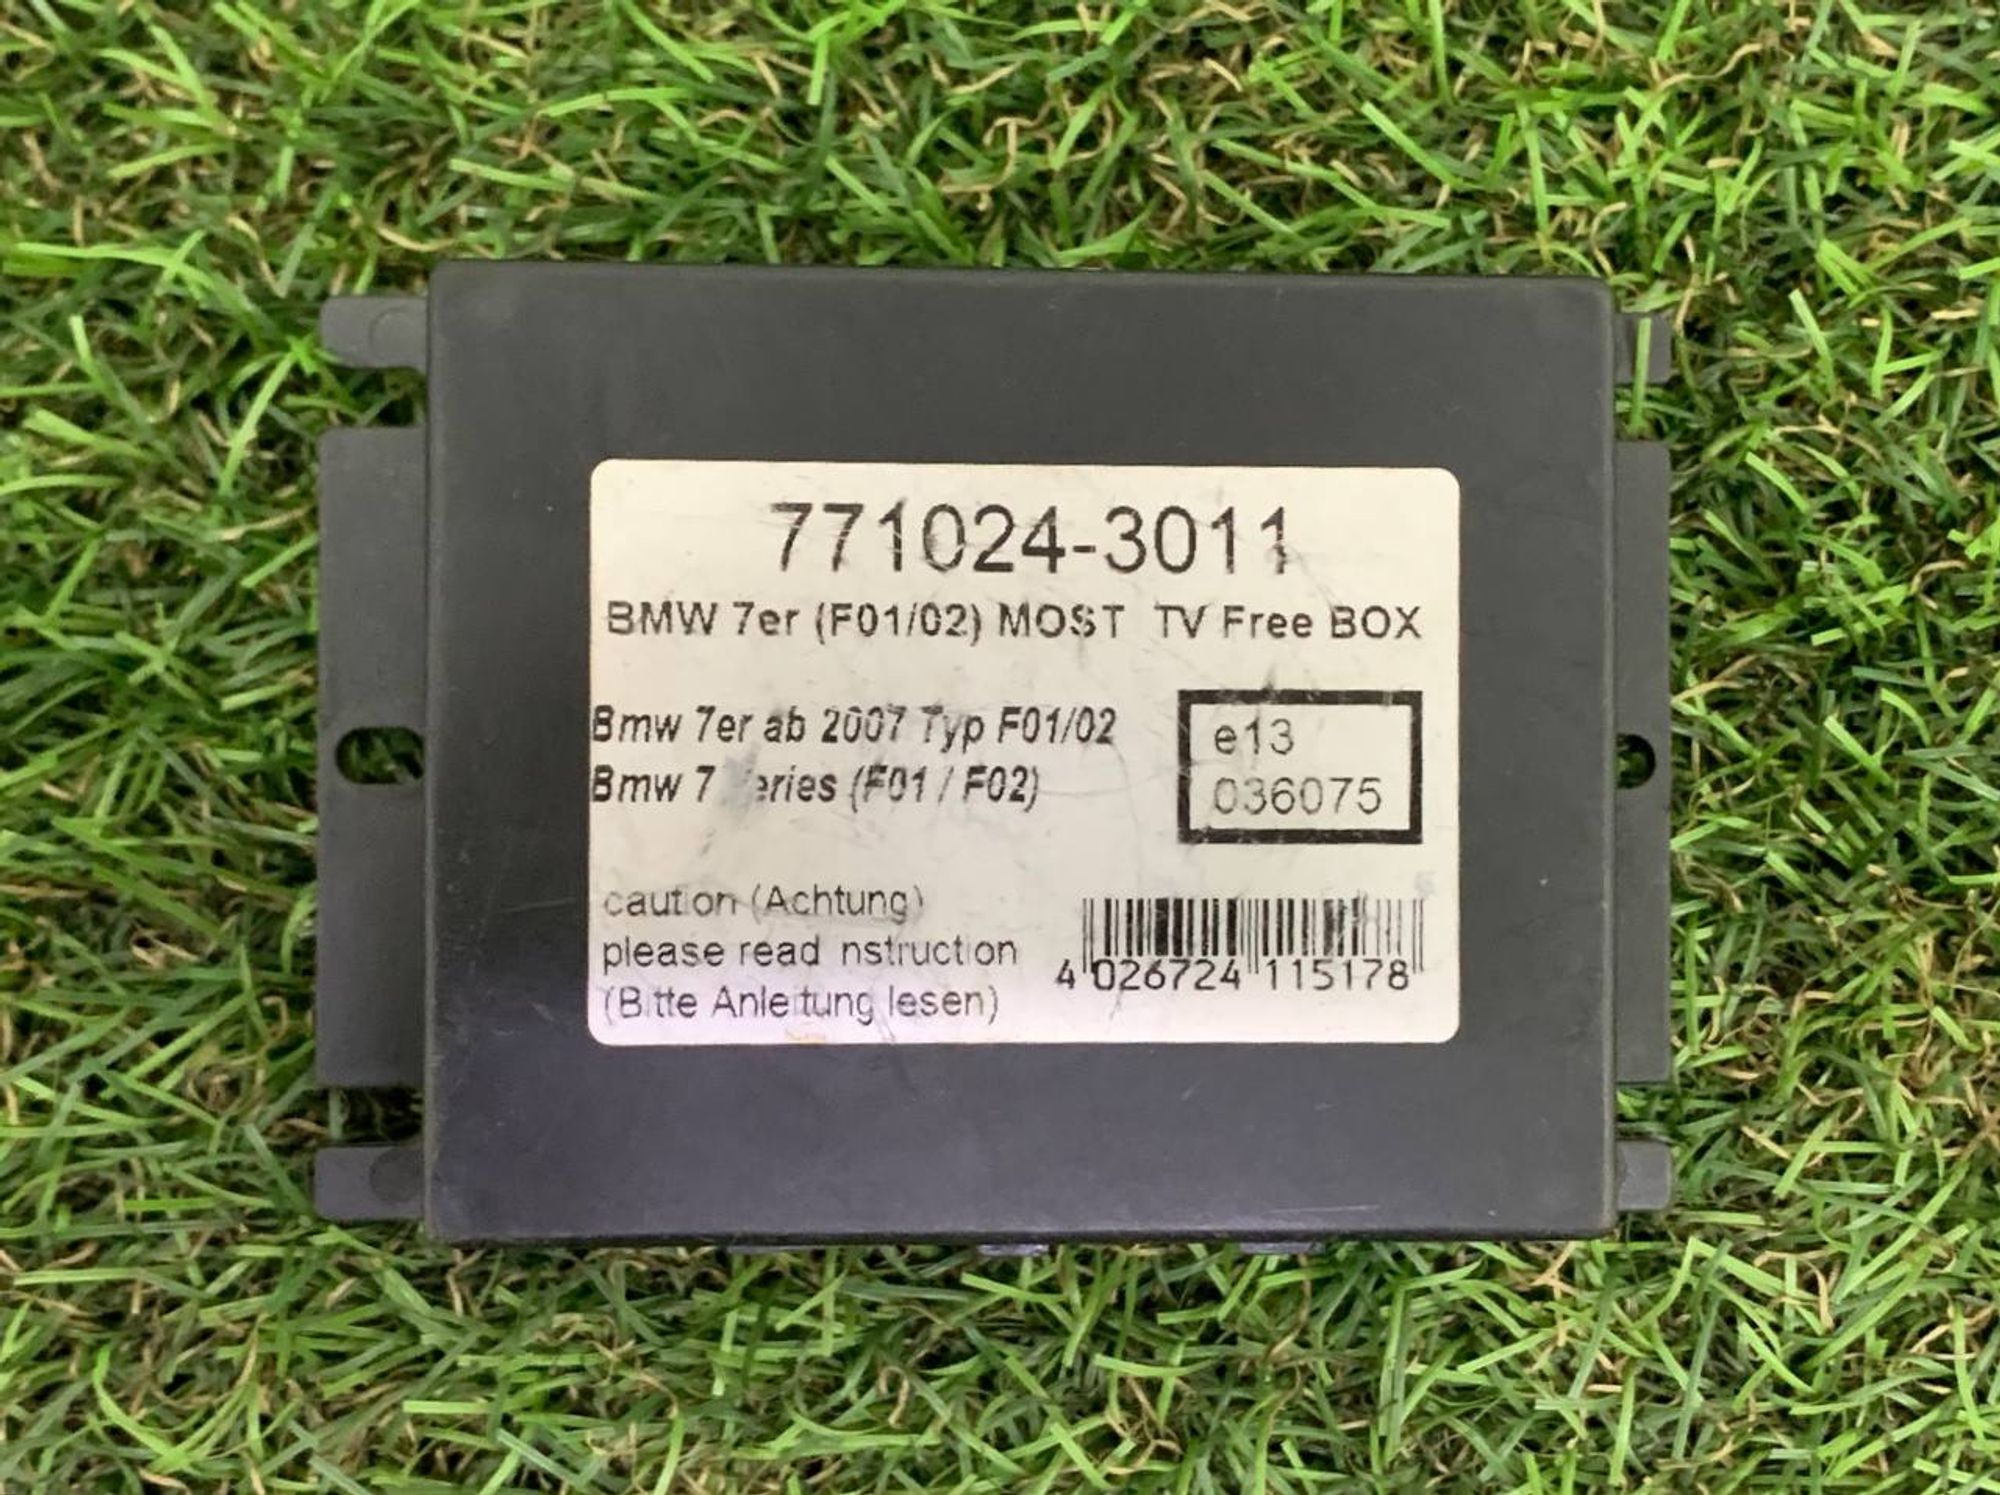 771024-3011
BMW 7er (F01/02) MOST TV Free BOX
Bmw 7er ab 2007 Typ F01/02
Bmw 7 eries (F01 / F02)
e13
036075
caution (Achtung)
please read nstruction
(Bitte Anleitung lesen)
4 026724 115178